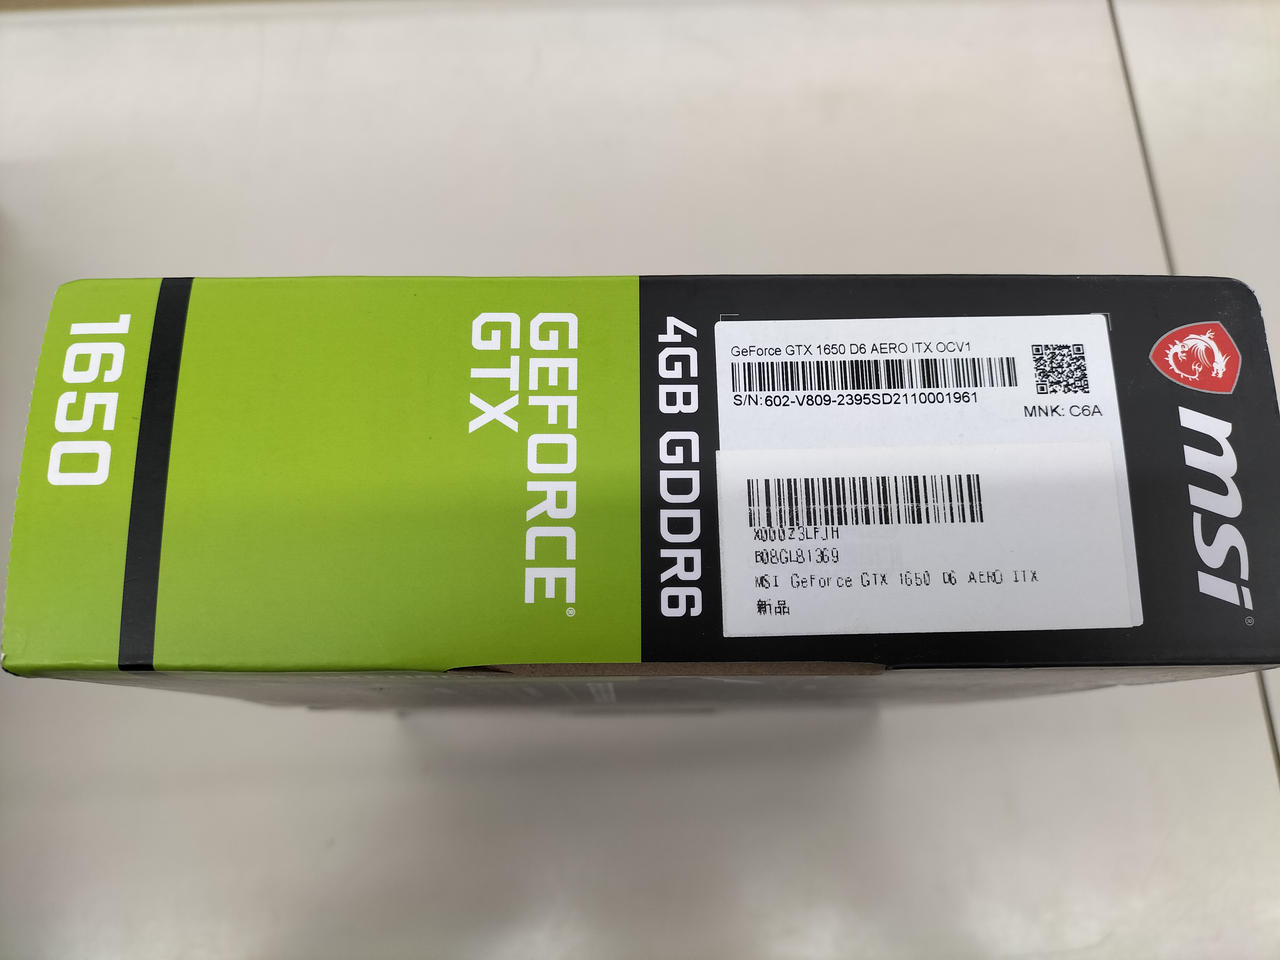 1650
GEFORCE
GTX
4GB GDDR6
GeForce GTX 1650 D6 AERO ITX OCV1
S/N:602-V809-2395SD2110001961
MNK: C6A
X000Z3LFJH
B08GL81369
MSI GeForce GTX 1650 D6 AERO ITX
新品
msi